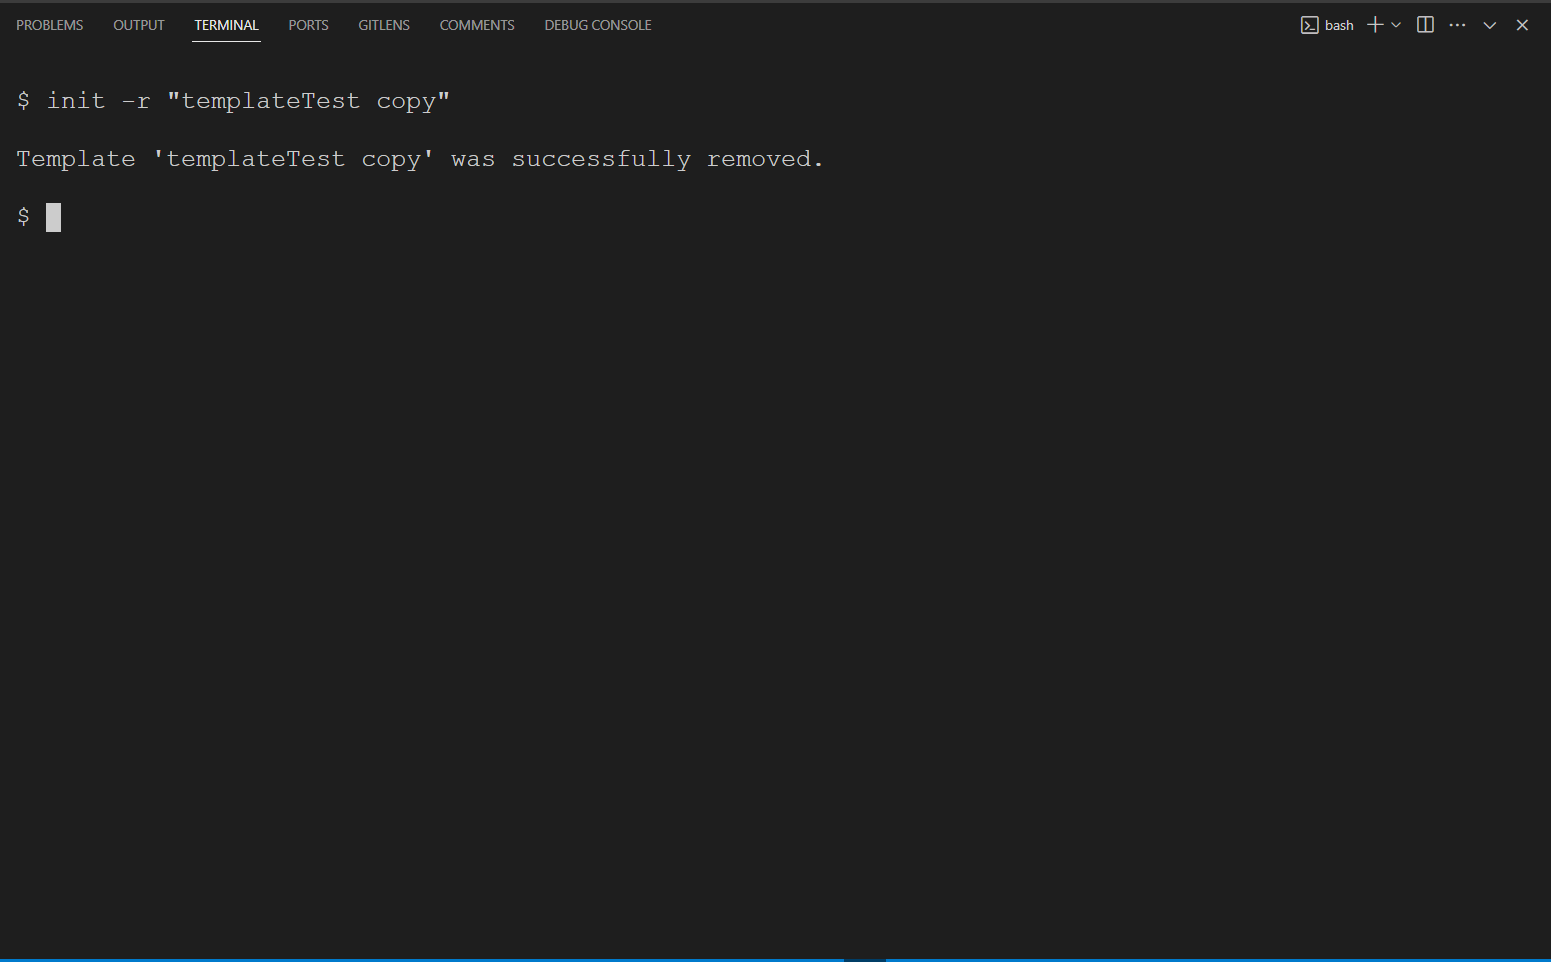 PROBLEMS OUTPUT TERMINAL PORTS GITLENS COMMENTS DEBUG CONSOLE bash
$ init -r "templateTest copy"
Template 'templateTest copy' was successfully removed.
$